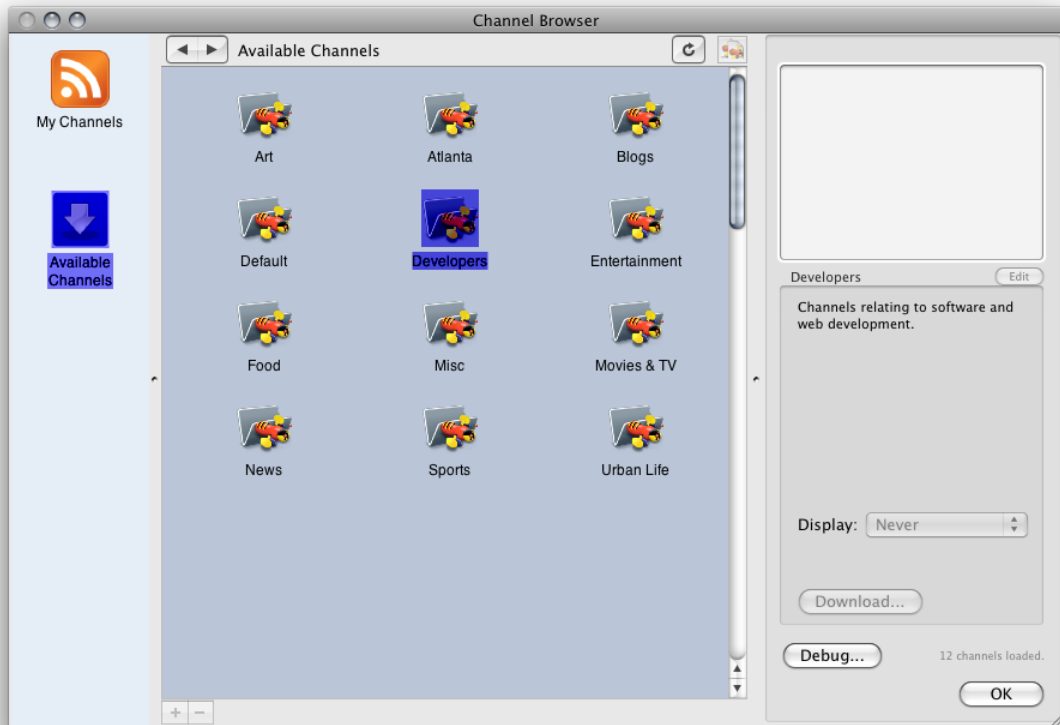 Channel Browser
My Channels
Available
Channels
Available Channels
Art
Atlanta
Blogs
Default
Developers
Entertainment
Food
Misc
Movies & TV
News
Sports
Urban Life
Developers
Edit
Channels relating to software and
web development.
Display: Never
Download...
Debug...
12 channels loaded.
OK